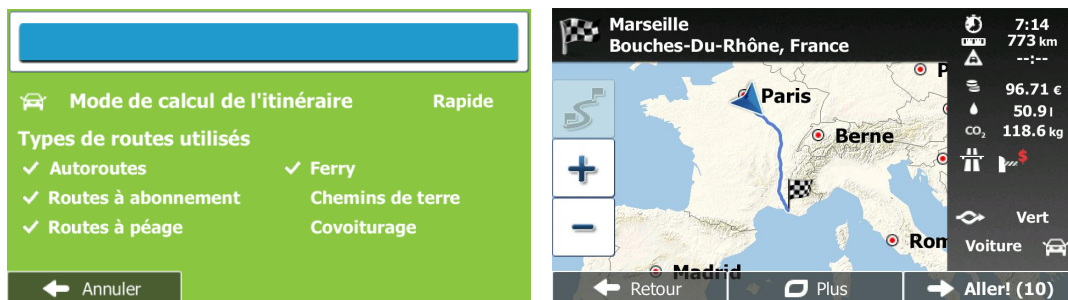 Mode de calcul de l'itinéraire Rapide
Types de routes utilisés
Autoroutes
Ferry
Routes à abonnement
Chemins de terre
Routes à péage
Covoiturage
Annuler
Marseille
Bouches-Du-Rhône, France
7:14
773 km
--:--
96.71 €
50.9 l
CO2 118.6 kg
$
Vert
Voiture
P
Paris
Berne
Rom
Madrid
Retour
Plus
Aller! (10)